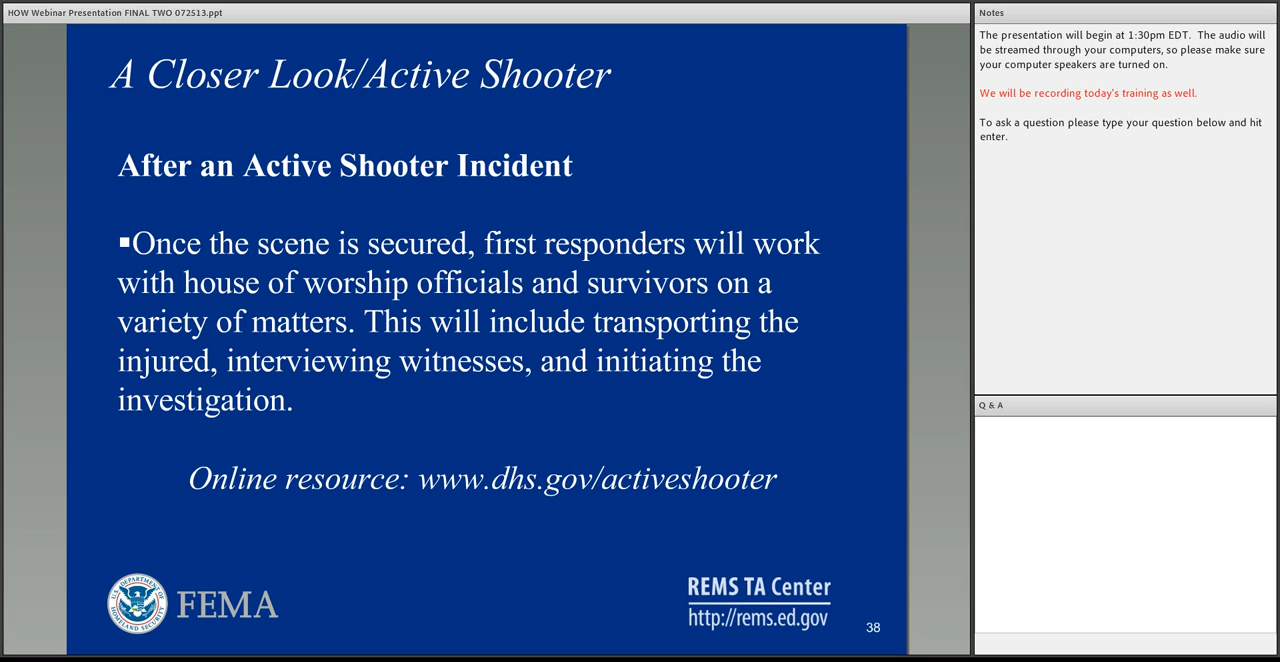 HOW Webinar Presentation FINAL TWO 072513.ppt
A Closer Look/Active Shooter
After an Active Shooter Incident
▪Once the scene is secured, first responders will work
with house of worship officials and survivors on a
variety of matters. This will include transporting the
injured, interviewing witnesses, and initiating the
investigation.
Online resource: www.dhs.gov/activeshooter
U.S. DEPARTMENT OF
HOMELAND SECURITY
FEMA
REMS TA Center
http://rems.ed.gov
38
Notes
The presentation will begin at 1:30pm EDT.  The audio will
be streamed through your computers, so please make sure
your computer speakers are turned on.
We will be recording today's training as well.
To ask a question please type your question below and hit
enter.
Q & A